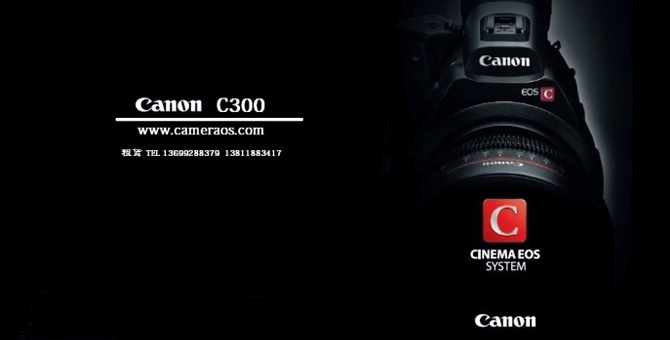 Canon C300
www.cameraos.com
租赁 TEL 13699288379 13811883417
Canon
EOS C
C
CINEMA EOS
SYSTEM
Canon